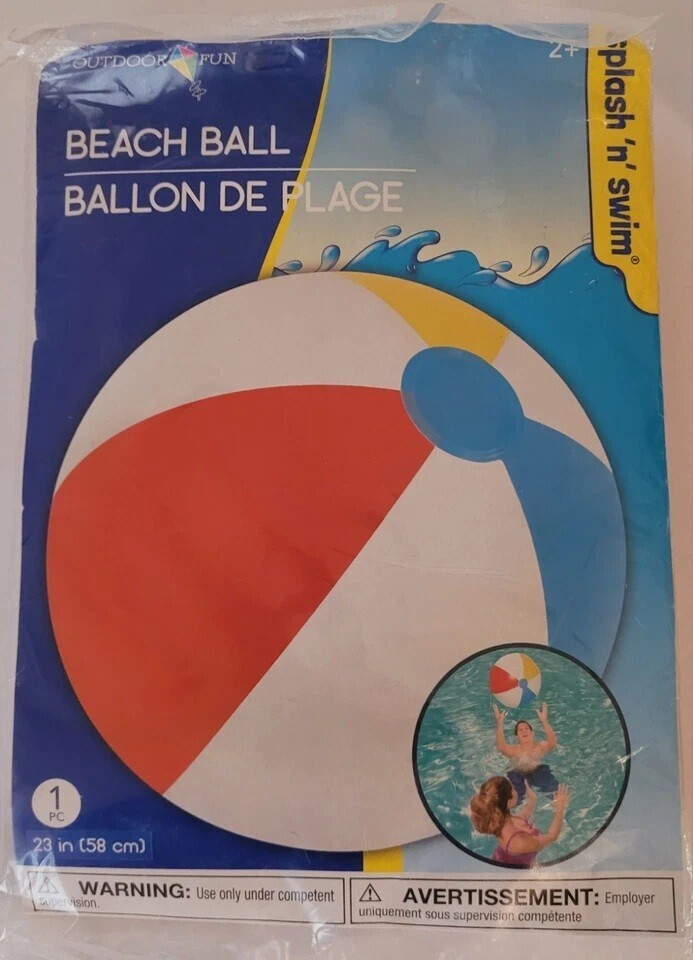 OUTDOOR FUN
2+
splash 'n' swim®
BEACH BALL
BALLON DE PLAGE
1
PC
23 in (58 cm)
WARNING: Use only under competent
supervision.
AVERTISSEMENT: Employer
uniquement sous supervision compétente